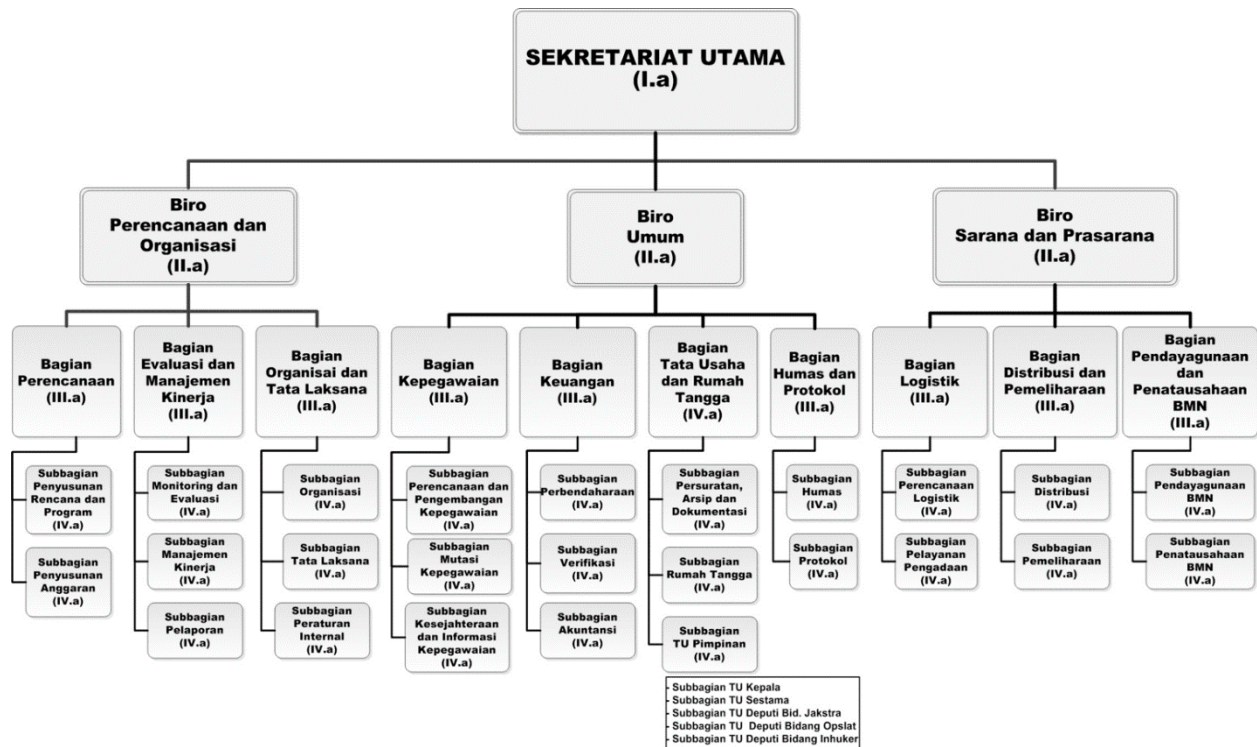 SEKRETARIAT UTAMA
(I.a)
Biro
Perencanaan dan
Organisasi
(II.a)
Biro
Umum
(II.a)
Biro
Sarana dan Prasarana
(II.a)
Bagian
Perencanaan
(III.a)
Bagian
Evaluasi dan
Manajemen
Kinerja
(III.a)
Bagian
Organisai dan
Tata Laksana
(III.a)
Bagian
Kepegawaian
(III.a)
Bagian
Keuangan
(III.a)
Bagian
Tata Usaha
dan Rumah
Tangga
(IV.a)
Bagian
Humas dan
Protokol
(III.a)
Bagian
Logistik
(III.a)
Bagian
Distribusi dan
Pemeliharaan
(III.a)
Bagian
Pendayagunaan
dan
Penatausahaan
BMN
(III.a)
Subbagian
Penyusunan
Rencana dan
Program
(IV.a)
Subbagian
Penyusunan
Anggaran
(IV.a)
Subbagian
Monitoring dan
Evaluasi
(IV.a)
Subbagian
Manajemen
Kinerja
(IV.a)
Subbagian
Pelaporan
(IV.a)
Subbagian
Organisasi
(IV.a)
Subbagian
Tata Laksana
(IV.a)
Subbagian
Peraturan
Internal
(IV.a)
Subbagian
Perencanaan dan
Pengembangan
Kepegawaian
(IV.a)
Subbagian
Mutasi
Kepegawaian
(IV.a)
Subbagian
Kesejahteraan
dan Informasi
Kepegawaian
(IV.a)
Subbagian
Perbendaharaan
(IV.a)
Subbagian
Verifikasi
(IV.a)
Subbagian
Akuntansi
(IV.a)
Subbagian
Persuratan,
Arsip dan
Dokumentasi
(IV.a)
Subbagian
Rumah Tangga
(IV.a)
Subbagian
TU Pimpinan
(IV.a)
- Subbagian TU Kepala
- Subbagian TU Sestama
- Subbagian TU Deputi Bid. Jakstra
- Subbagian TU Deputi Bidang Opslat
- Subbagian TU Deputi Bidang Inhuker
Subbagian
Humas
(IV.a)
Subbagian
Protokol
(IV.a)
Subbagian
Perencanaan
Logistik
(IV.a)
Subbagian
Pelayanan
Pengadaan
(IV.a)
Subbagian
Distribusi
(IV.a)
Subbagian
Pemeliharaan
(IV.a)
Subbagian
Pendayagunaan
BMN
(IV.a)
Subbagian
Penatausahaan
BMN
(IV.a)